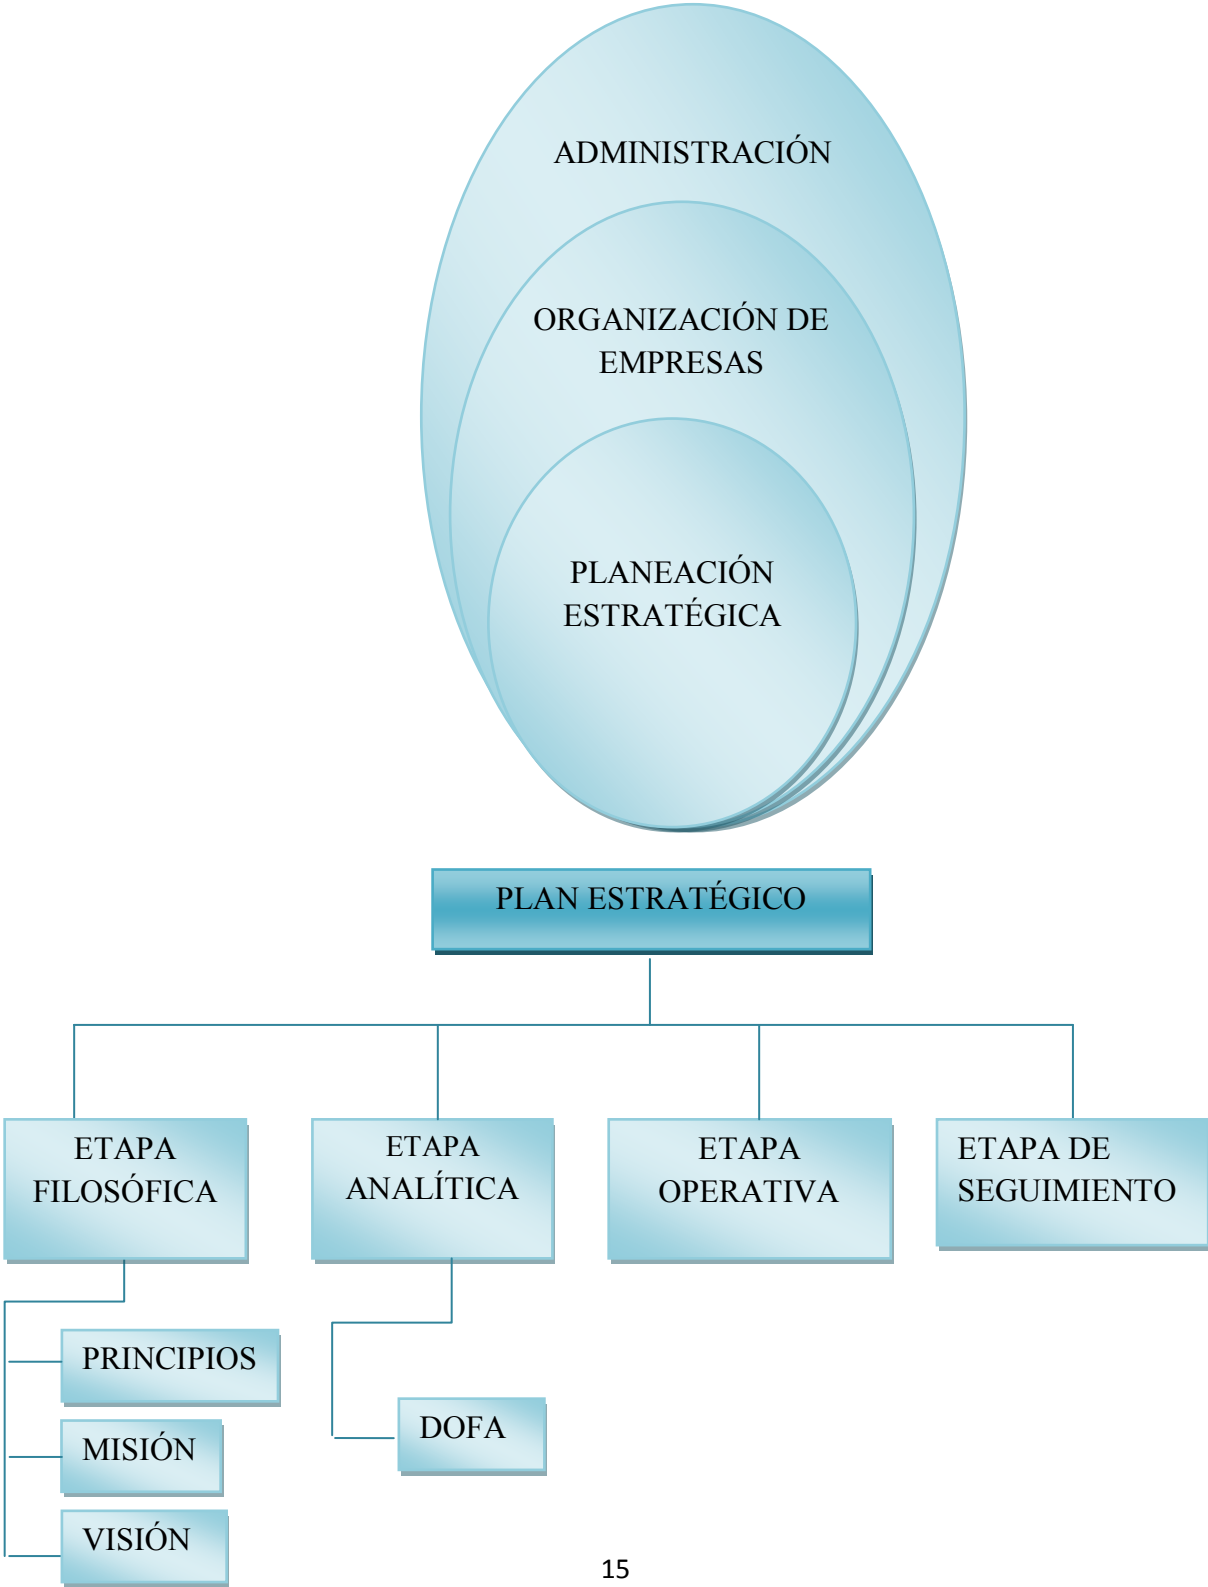 ADMINISTRACIÓN
ORGANIZACIÓN DE
EMPRESAS
PLANEACIÓN
ESTRATÉGICA
PLAN ESTRATÉGICO
ETAPA
FILOSÓFICA
ETAPA
ANALÍTICA
ETAPA
OPERATIVA
ETAPA DE
SEGUIMIENTO
PRINCIPIOS
MISIÓN
VISIÓN
DOFA
15